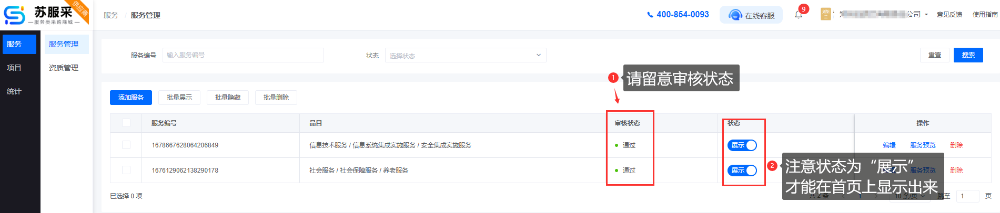 苏服采
服务类采购商城
供应商
服务 / 服务管理
400-854-0093
在线客服
9
公司
意见反馈
使用指南
服务
项目
统计
服务管理
资质管理
服务编号
输入服务编号
状态
选择状态
重置
搜索
1
请留意审核状态
添加服务
批量展示
批量隐藏
批量删除
服务编号 品目 审核状态 状态 操作
1678667628064206849 信息技术服务 / 信息系统集成实施服务 / 安全集成实施服务 通过 展示 编辑 服务预览 删除
1676129062138290178 社会服务 / 社会保障服务 / 养老服务 通过 展示 服务预览 删除
2
注意状态为“展示”
才能在首页上显示出来
已选择 0 项
共 2 条 1 10 条/页 跳至 1 页